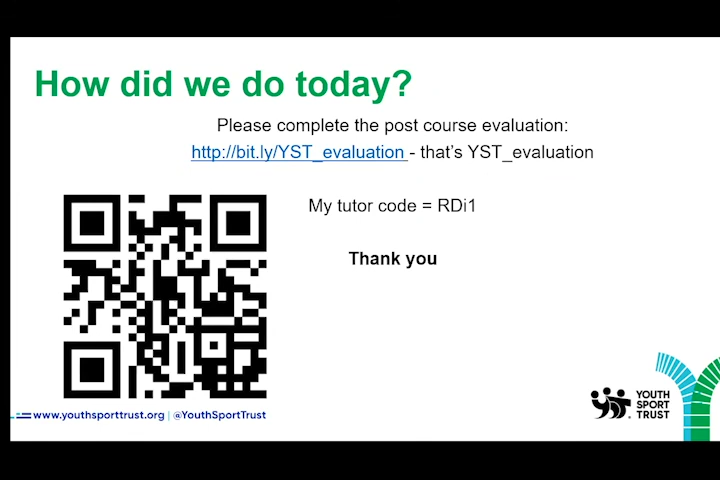 How did we do today?
Please complete the post course evaluation:
http://bit.ly/YST_evaluation - that's YST_evaluation
My tutor code = RDi1
Thank you
www.youthsporttrust.org | @YouthSportTrust
YOUTH
SPORT
TRUST